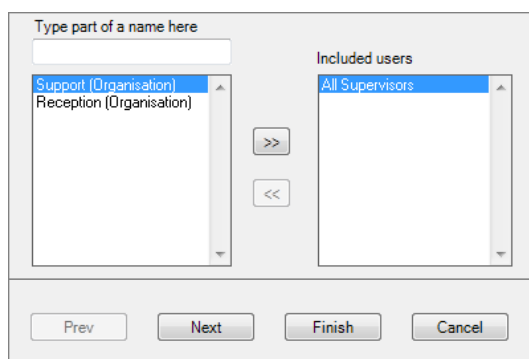 Type part of a name here
Included users
Support (Organisation)
Reception (Organisation)
All Supervisors
>>
<<
Prev
Next
Finish
Cancel